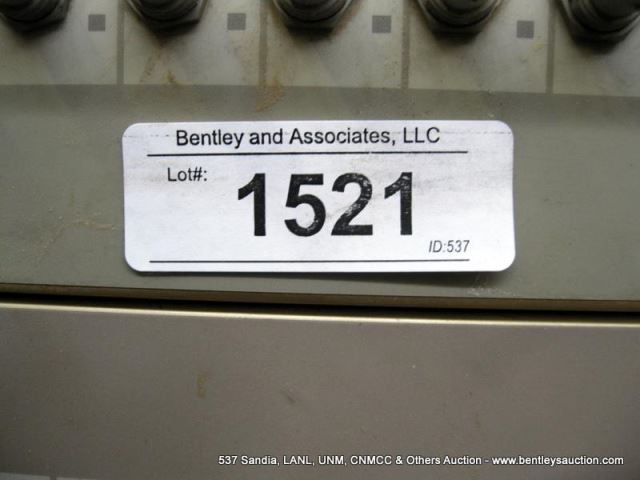 Bentley and Associates, LLC
Lot#:
1521
ID:537
537 Sandia, LANL, UNM, CNMCC & Others Auction - www.bentleysauction.com